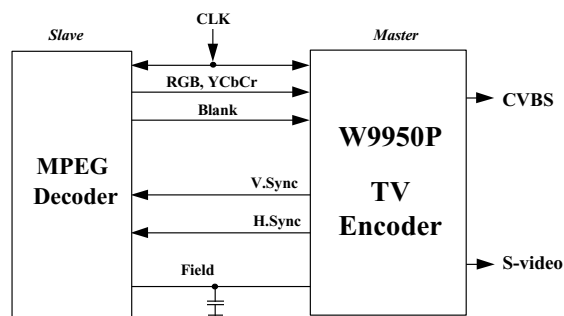 CLK
Slave
Master
RGB, YCbCr
Blank
CVBS
W9950P
TV
Encoder
MPEG
Decoder
V.Sync
H.Sync
Field
S-video